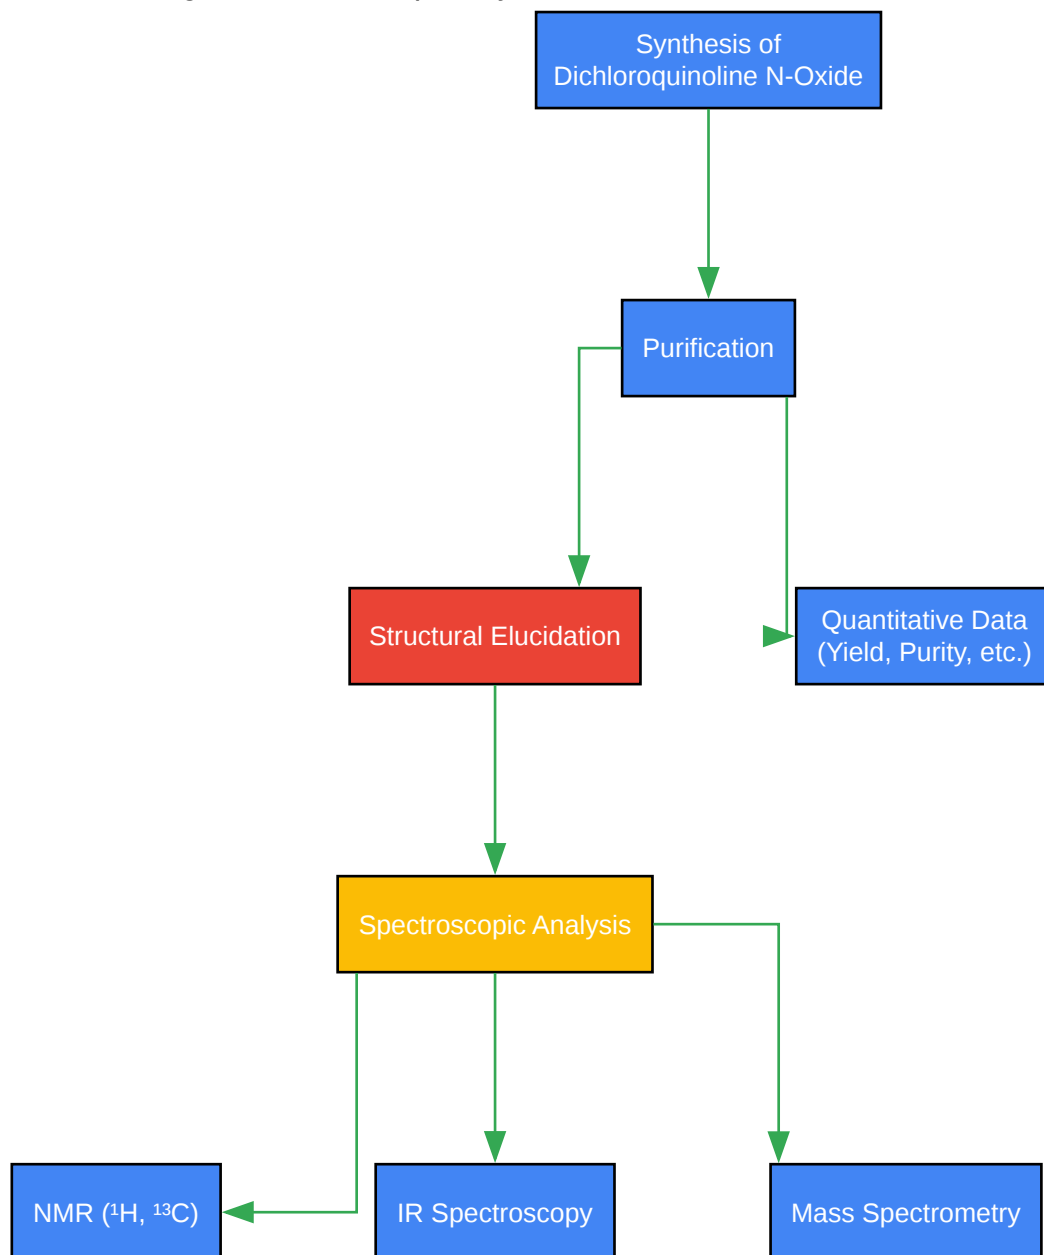 Synthesis of
Dichloroquinoline N-Oxide
Purification
Structural Elucidation
Quantitative Data
(Yield, Purity, etc.)
Spectroscopic Analysis
NMR (¹H, ¹³C)
IR Spectroscopy
Mass Spectrometry